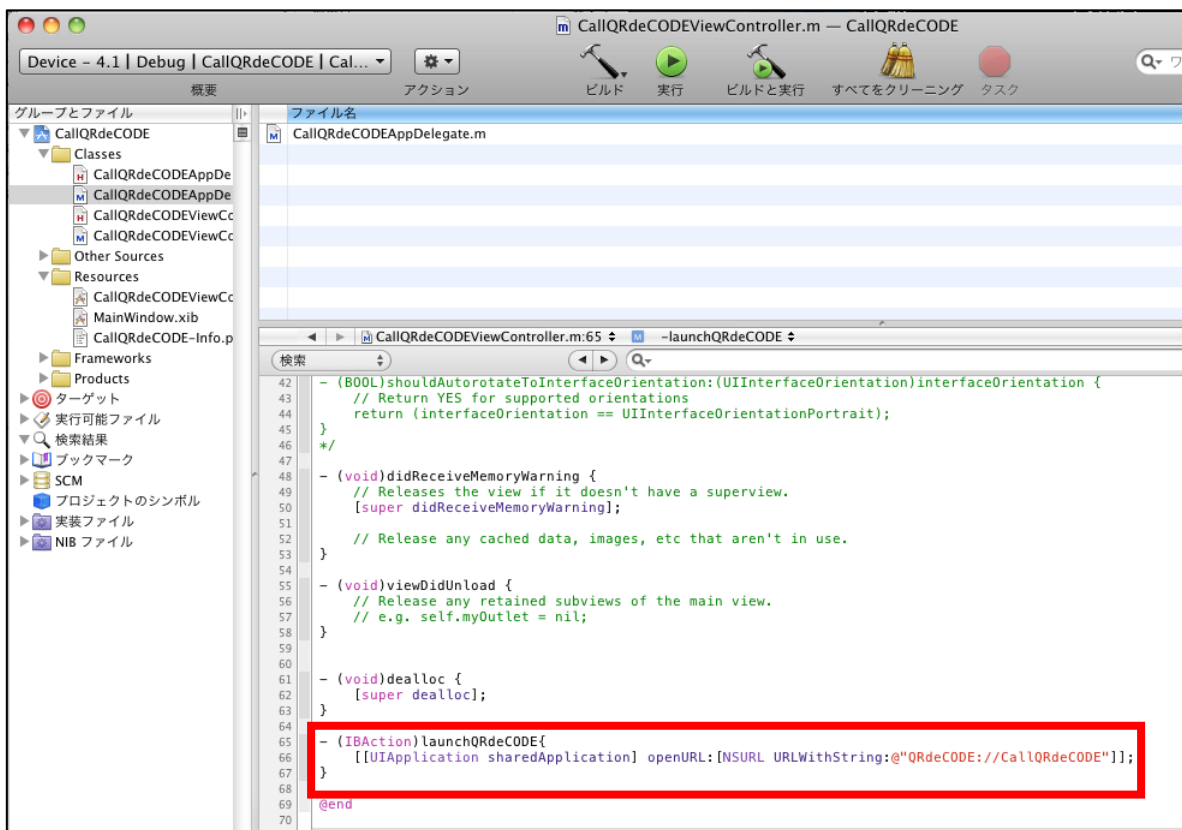 CallQRdeCODEViewController.m — CallQRdeCODE
Device – 4.1 | Debug | CallQRdeCODE | Cal...
概要
アクション
ビルド
実行
ビルドと実行
すべてをクリーニング
タスク
グループとファイル
CallQRdeCODE
Classes
CallQRdeCODEAppDe
CallQRdeCODEAppDe
CallQRdeCODEViewCo
CallQRdeCODEViewCo
Other Sources
Resources
CallQRdeCODEViewCo
MainWindow.xib
CallQRdeCODE-Info.p
Frameworks
Products
ターゲット
実行可能ファイル
検索結果
ブックマーク
SCM
プロジェクトのシンボル
実装ファイル
NIB ファイル
ファイル名
CallQRdeCODEAppDelegate.m
CallQRdeCODEViewController.m:65 -launchQRdeCODE
検索
42 - (BOOL)shouldAutorotateToInterfaceOrientation:(UIInterfaceOrientation)interfaceOrientation {
43 // Return YES for supported orientations
44 return (interfaceOrientation == UIInterfaceOrientationPortrait);
45 }
46 */
47
48 - (void)didReceiveMemoryWarning {
49 // Releases the view if it doesn't have a superview.
50 [super didReceiveMemoryWarning];
51
52 // Release any cached data, images, etc that aren't in use.
53 }
54
55 - (void)viewDidUnload {
56 // Release any retained subviews of the main view.
57 // e.g. self.myOutlet = nil;
58 }
59
60
61 - (void)dealloc {
62 [super dealloc];
63 }
64
65 - (IBAction)launchQRdeCODE{
66 [[UIApplication sharedApplication] openURL:[NSURL URLWithString:@"QRdeCODE://CallQRdeCODE"]];
67 }
68
69 @end
70